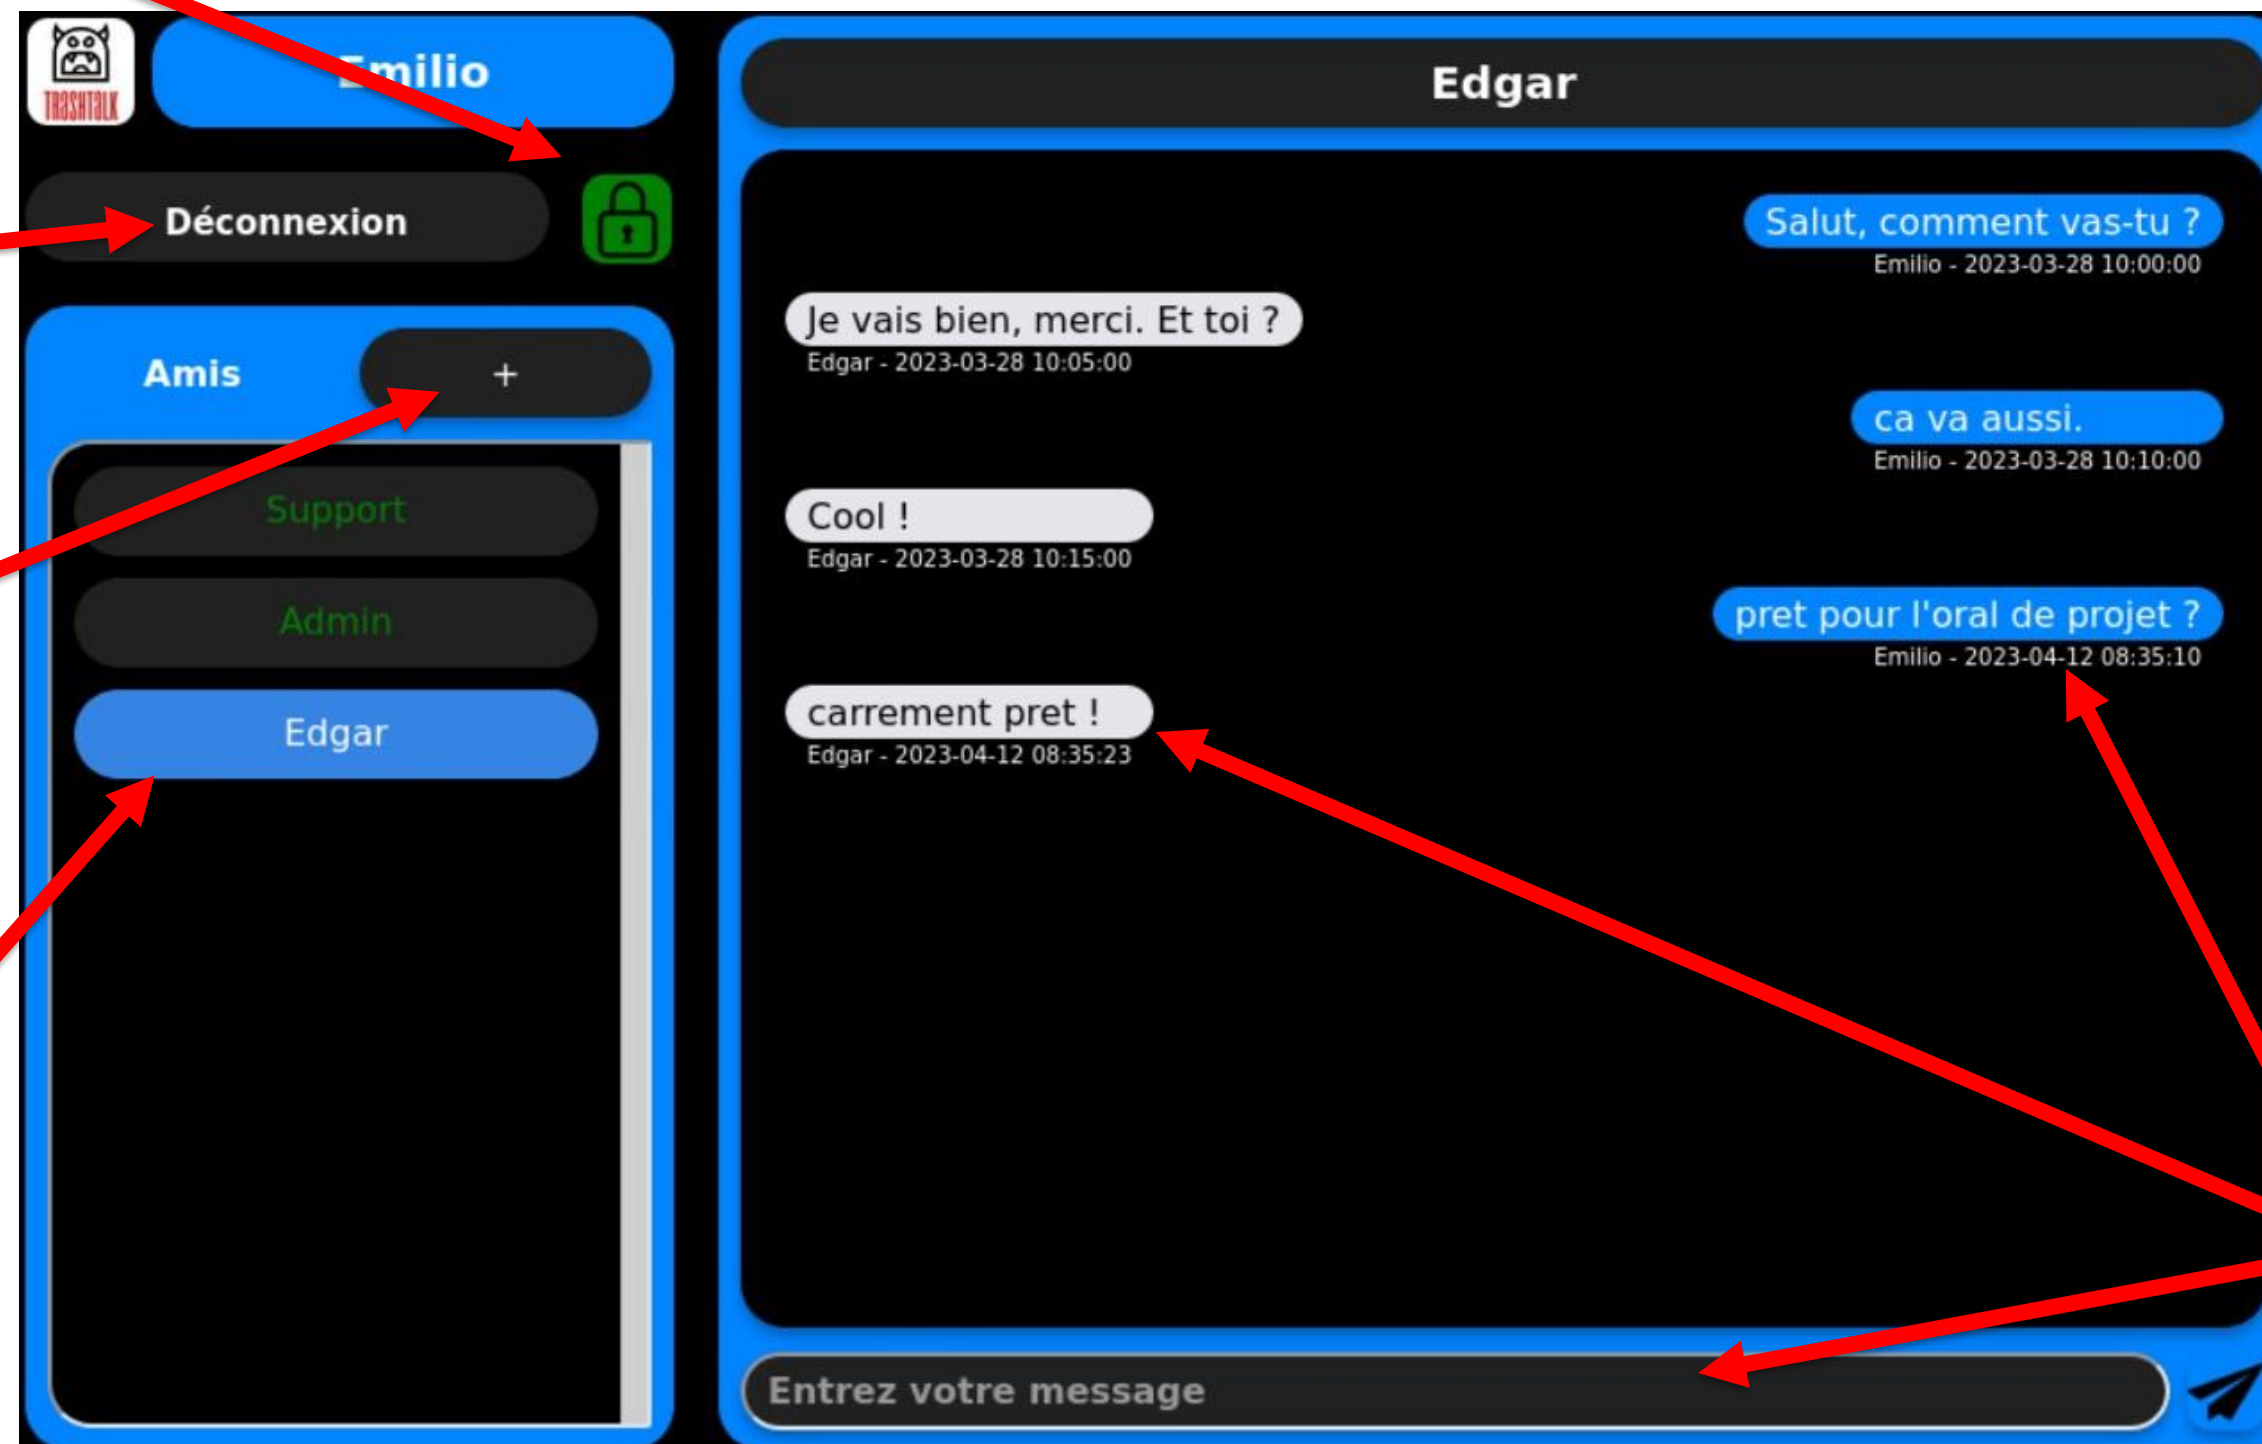 TRASHTALK
Emilio
Déconnexion
Amis
+
Support
Admin
Edgar
Edgar
Salut, comment vas-tu ?
Emilio - 2023-03-28 10:00:00
Je vais bien, merci. Et toi ?
Edgar - 2023-03-28 10:05:00
ca va aussi.
Emilio - 2023-03-28 10:10:00
Cool !
Edgar - 2023-03-28 10:15:00
pret pour l'oral de projet ?
Emilio - 2023-04-12 08:35:10
carrement pret !
Edgar - 2023-04-12 08:35:23
Entrez votre message